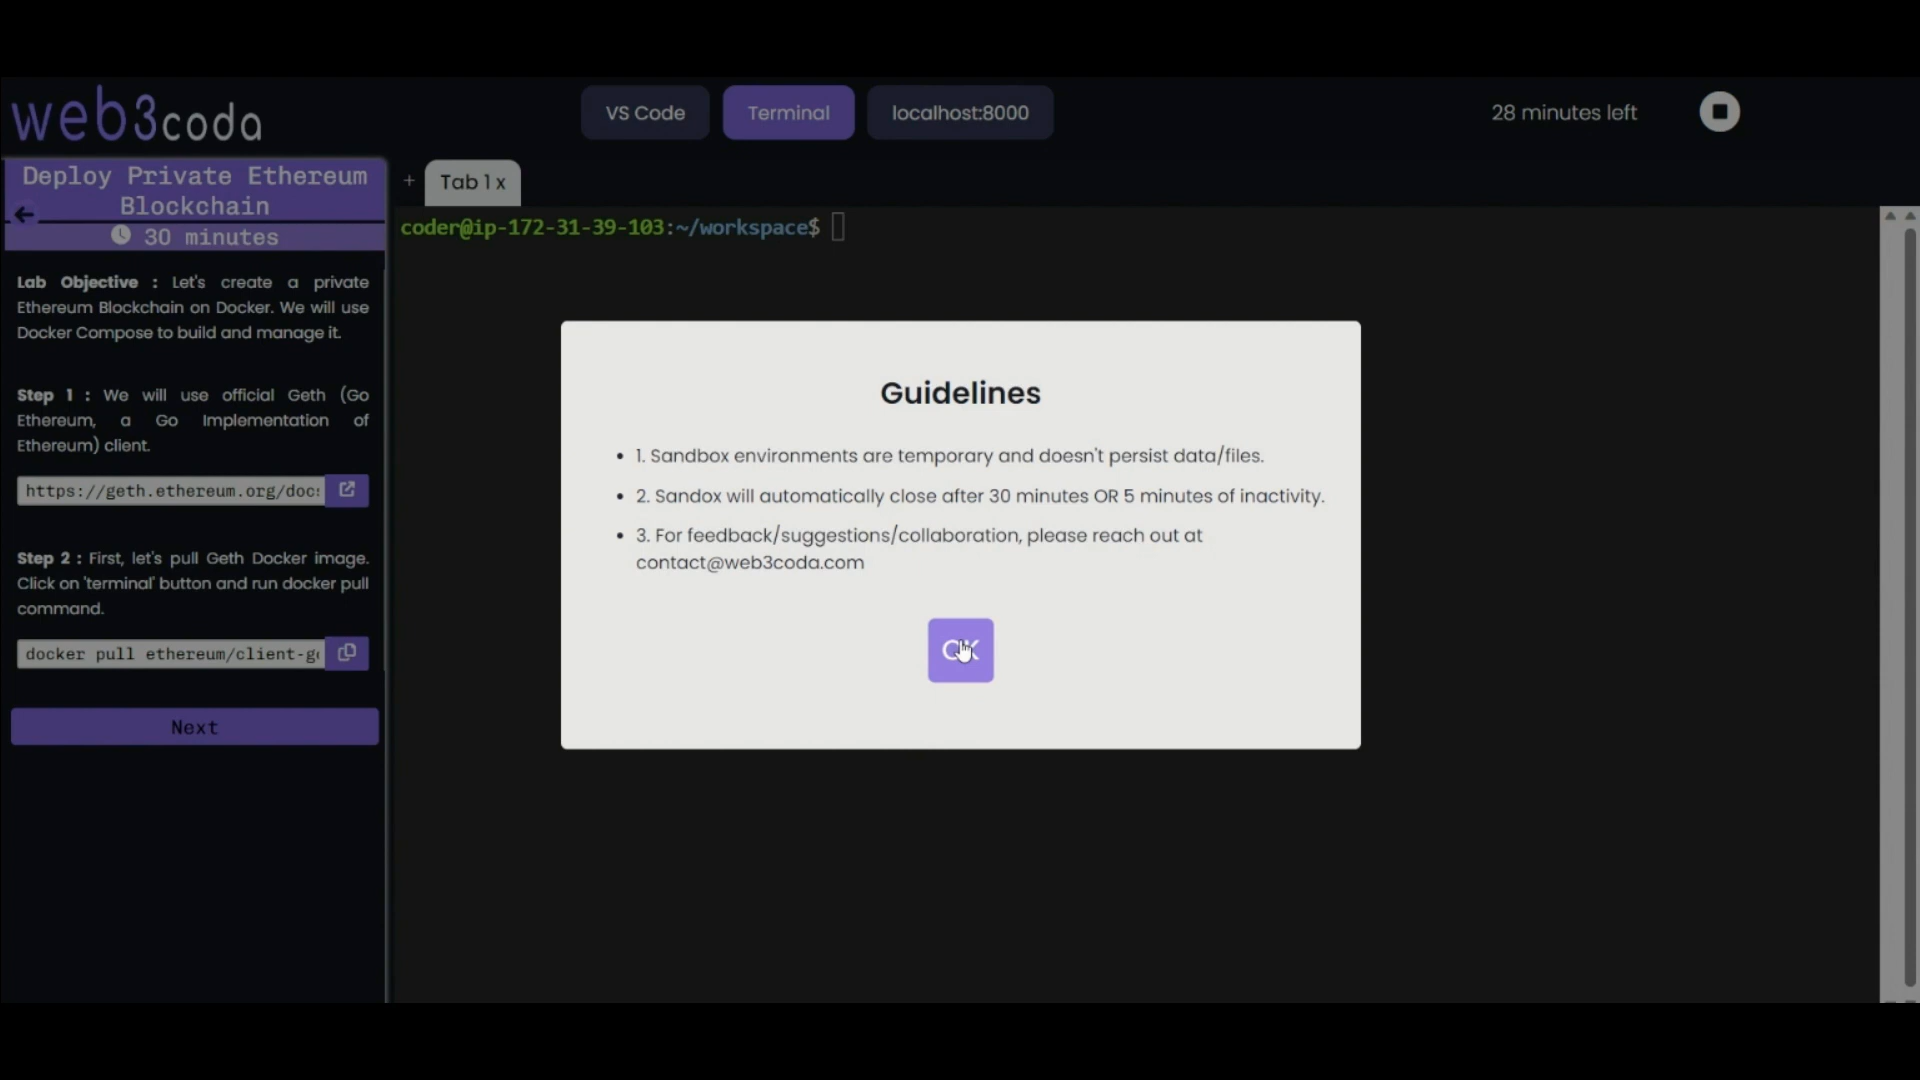 web3coda
VS Code
Terminal
localhost:8000
28 minutes left
Deploy Private Ethereum
Blockchain
30 minutes
+
Tab 1 x
coder@ip-172-31-39-103:~/workspace$
Lab Objective : Let's create a private
Ethereum Blockchain on Docker. We will use
Docker Compose to build and manage it.
Step 1 : We will use official Geth (Go
Ethereum, a Go Implementation of
Ethereum) client.
https://geth.ethereum.org/doc
Step 2 : First, let's pull Geth Docker image.
Click on 'terminal' button and run docker pull
command.
docker pull ethereum/client-g
Next
Guidelines
• 1. Sandbox environments are temporary and doesn't persist data/files.
• 2. Sandox will automatically close after 30 minutes OR 5 minutes of inactivity.
• 3. For feedback/suggestions/collaboration, please reach out at
contact@web3coda.com
OK